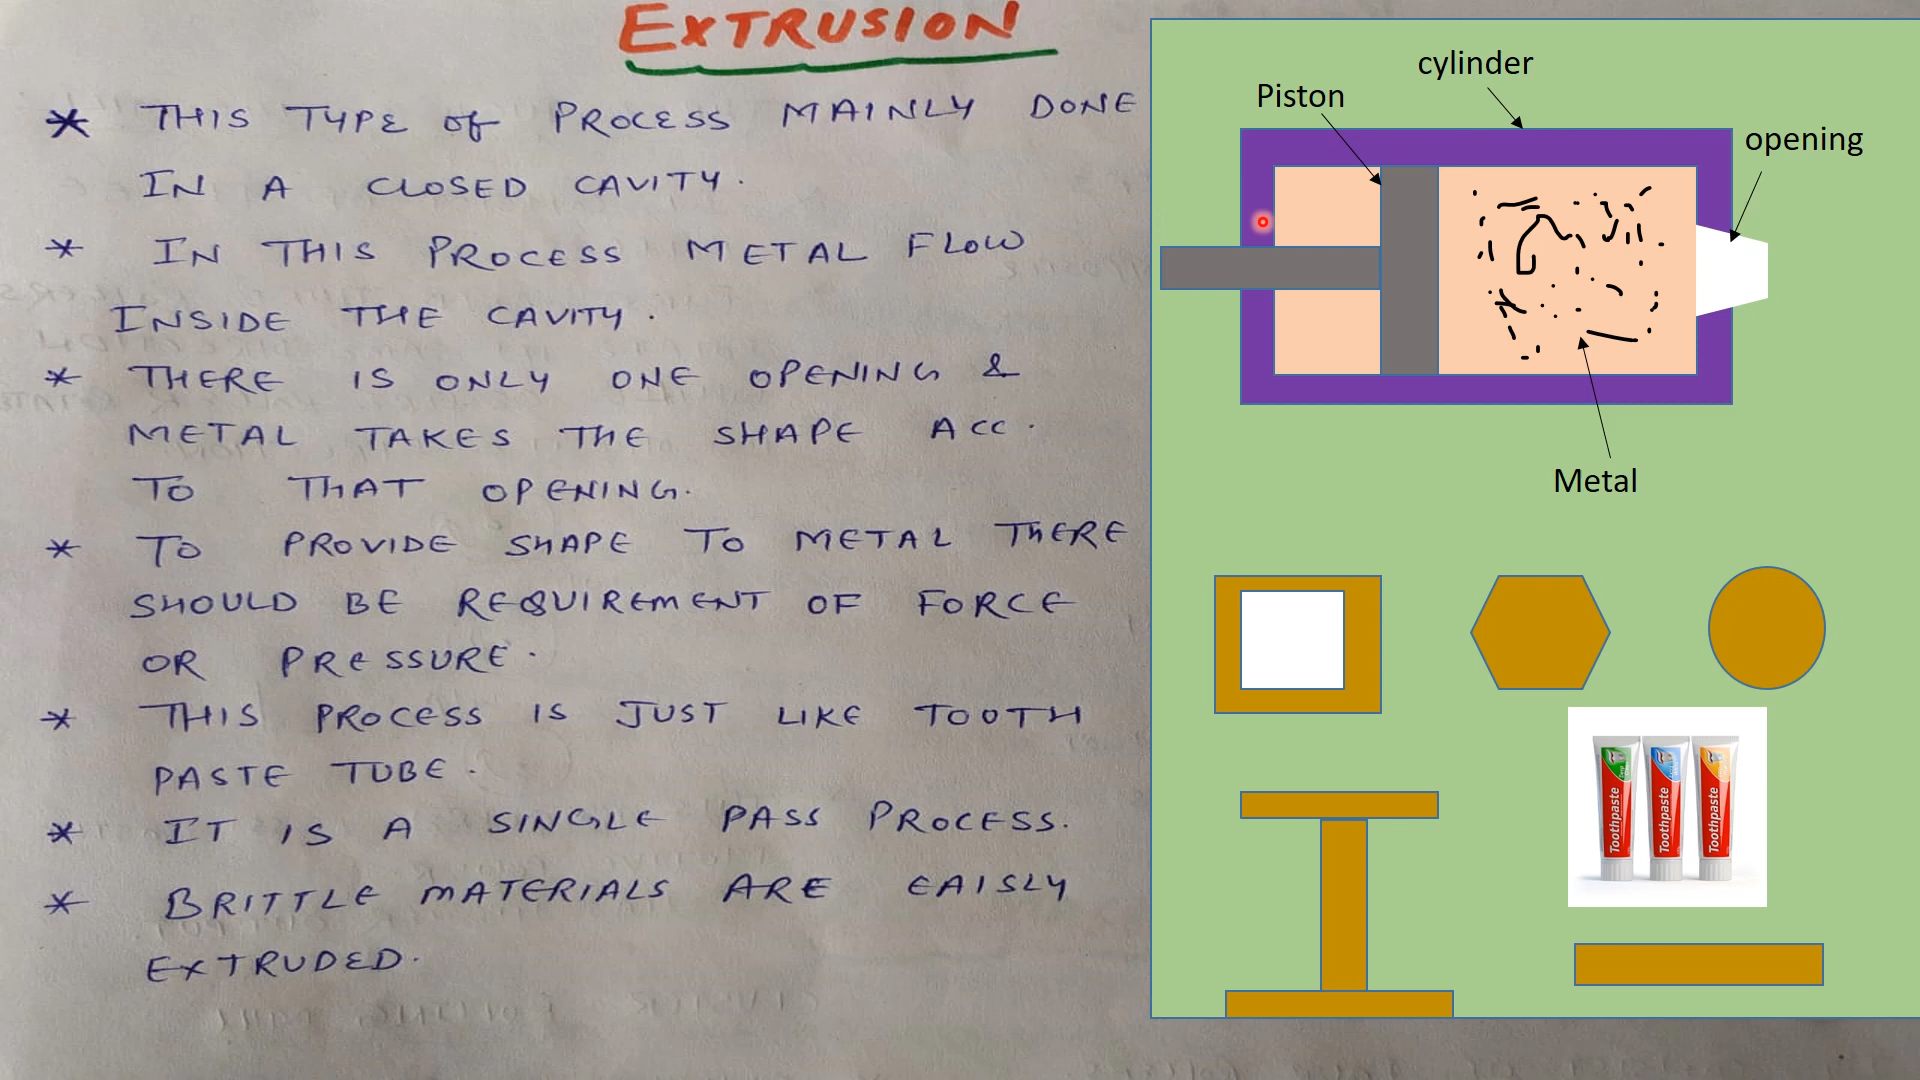 EXTRUSION
* THIS TYPE of PROCESS MAINLY DONE
IN A CLOSED CAVITY.
* IN THIS PROCESS METAL FLOW
INSIDE THE CAVITY.
* THERE IS ONLY ONE OPENING &
METAL TAKES THE SHAPE ACC.
TO THAT OPENING.
* TO PROVIDE SHAPE TO METAL THERE
SHOULD BE REQUIREMENT OF FORCE
OR PRESSURE.
* THIS PROCESS IS JUST LIKE TOOTH
PASTE TUBE.
* IT IS A SINGLE PASS PROCESS.
* BRITTLE MATERIALS ARE EAISLY
EXTRUDED.
cylinder
Piston
opening
Metal
Toothpaste
Toothpaste
Toothpaste